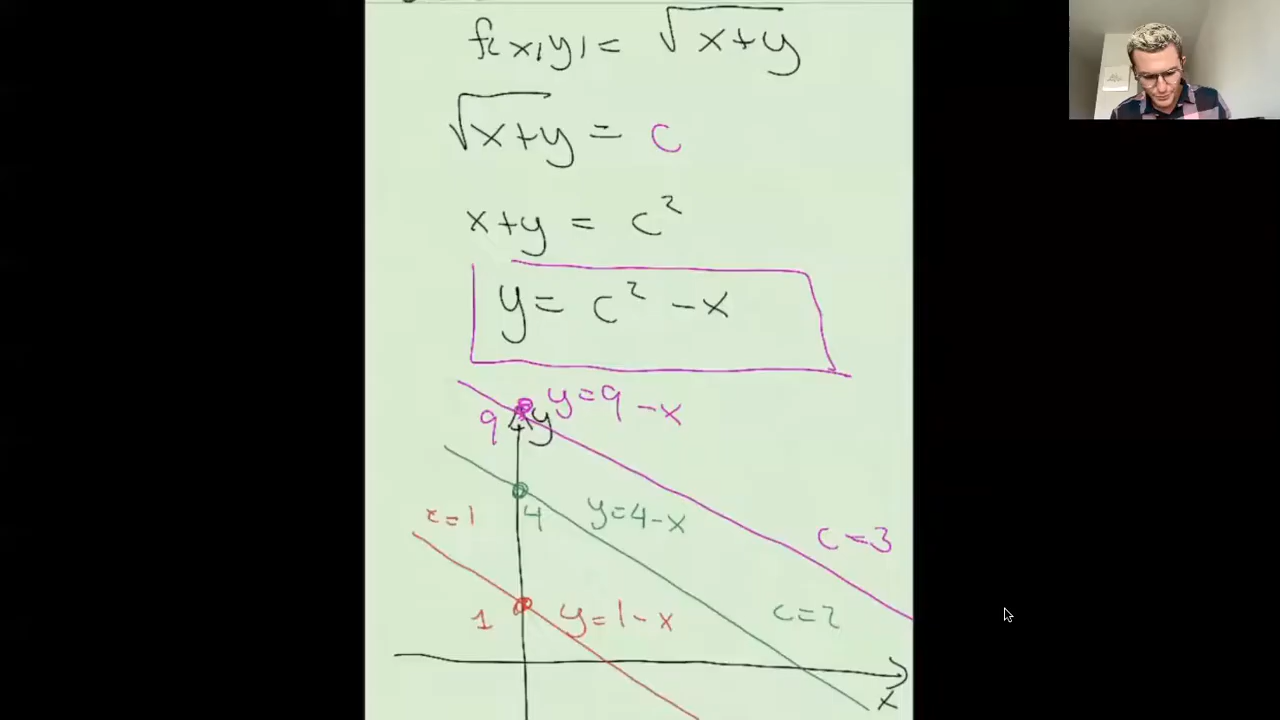 f(x,y) = √x+y
√x+y = c
x+y = c²
y = c² - x
y=9-x
9
y
4
y=4-x
c=1
c=3
1
y=1-x
c=2
x